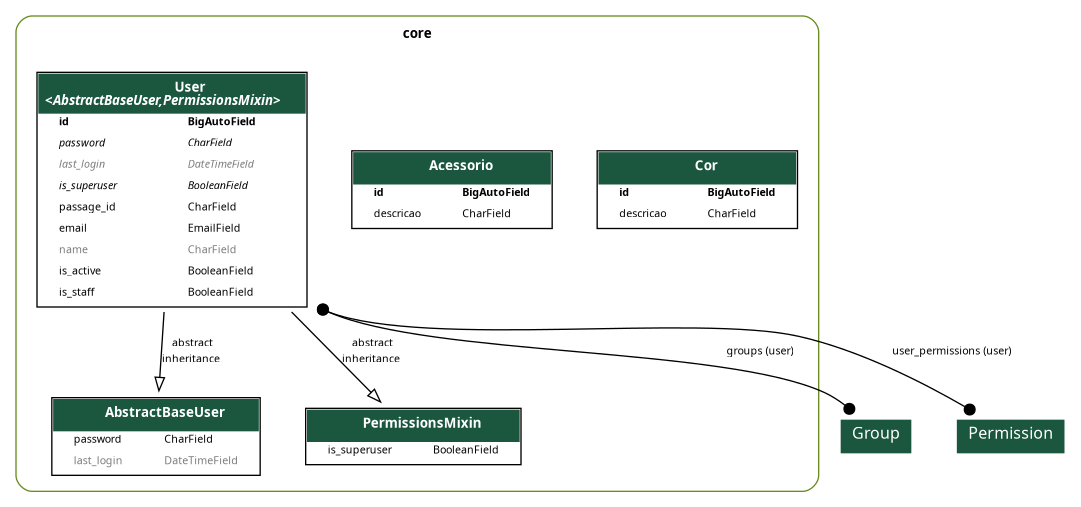 core
User
<AbstractBaseUser,PermissionsMixin>
id BigAutoField
password CharField
last_login DateTimeField
is_superuser BooleanField
passage_id CharField
email EmailField
name CharField
is_active BooleanField
is_staff BooleanField
Acessorio
id BigAutoField
descricao CharField
Cor
id BigAutoField
descricao CharField
abstract
inheritance
abstract
inheritance
groups (user)
user_permissions (user)
AbstractBaseUser
password CharField
last_login DateTimeField
PermissionsMixin
is_superuser BooleanField
Group
Permission